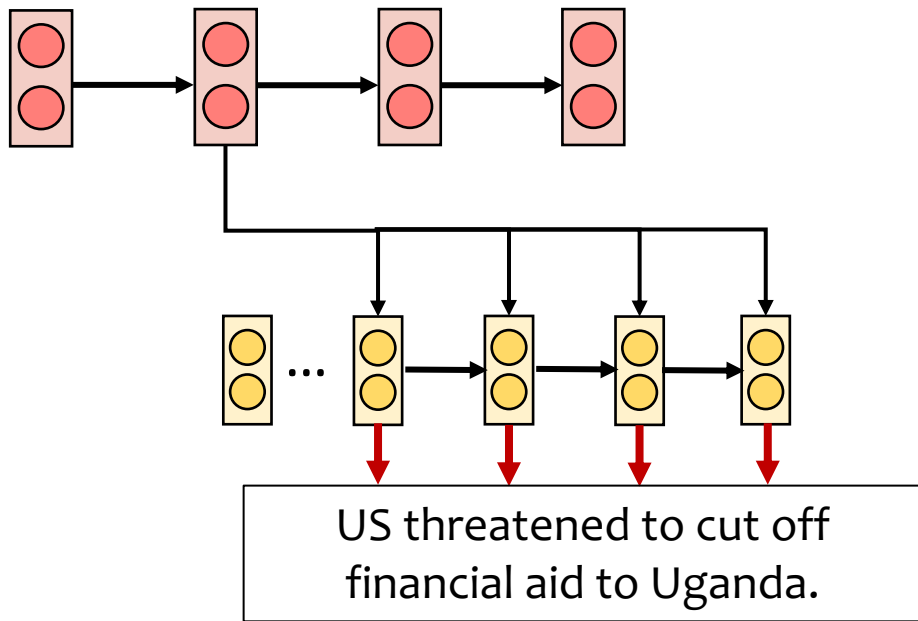 ...
US threatened to cut off
financial aid to Uganda.